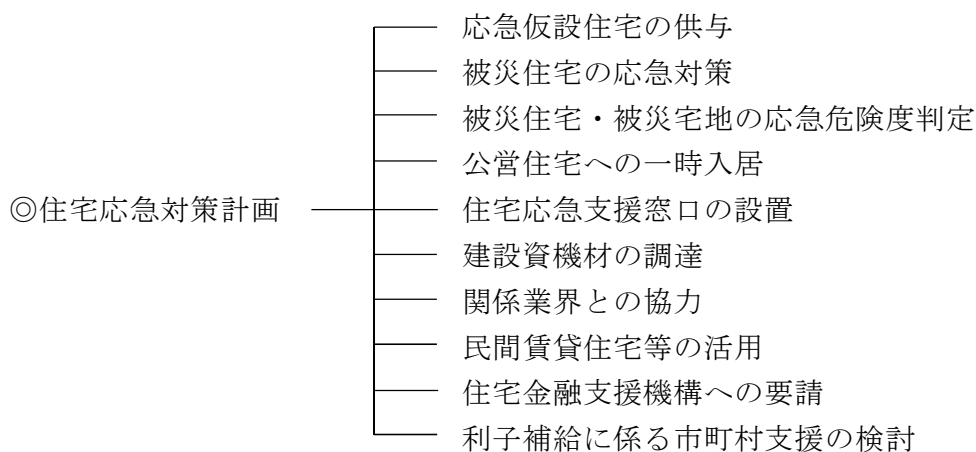 応急仮設住宅の供与
被災住宅の応急対策
被災住宅・被災宅地の応急危険度判定
公営住宅への一時入居
◎住宅応急対策計画
住宅応急支援窓口の設置
建設資機材の調達
関係業界との協力
民間賃貸住宅等の活用
住宅金融支援機構への要請
利子補給に係る市町村支援の検討